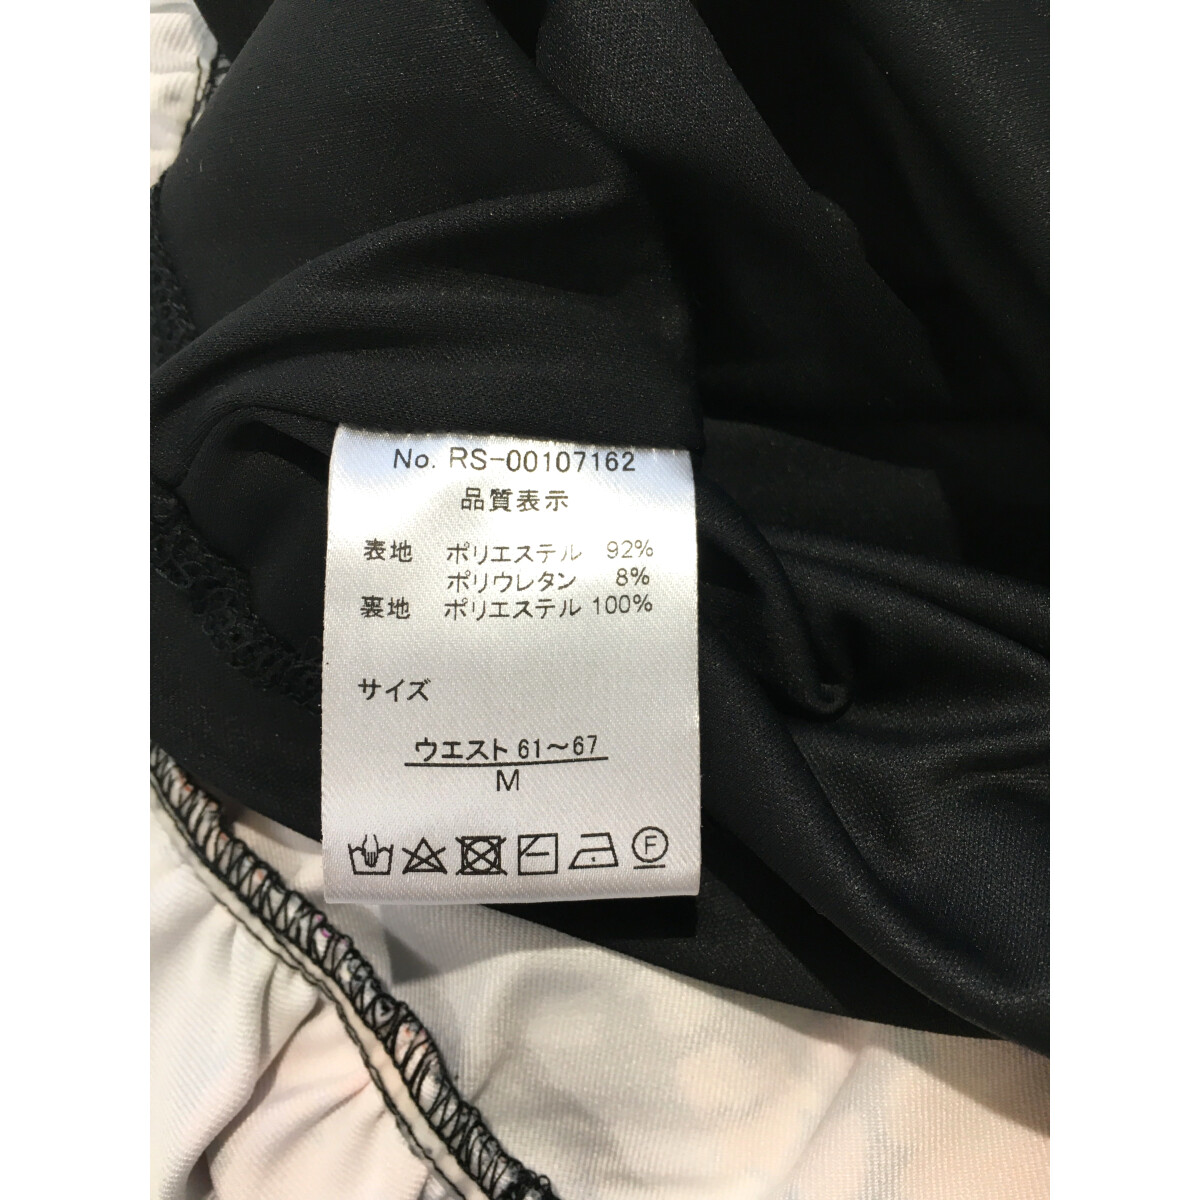 No. RS-00107162
品質表示
表地 ポリエステル 92%
ポリウレタン 8%
裏地 ポリエステル 100%
サイズ
ウエスト 61～67
M
F